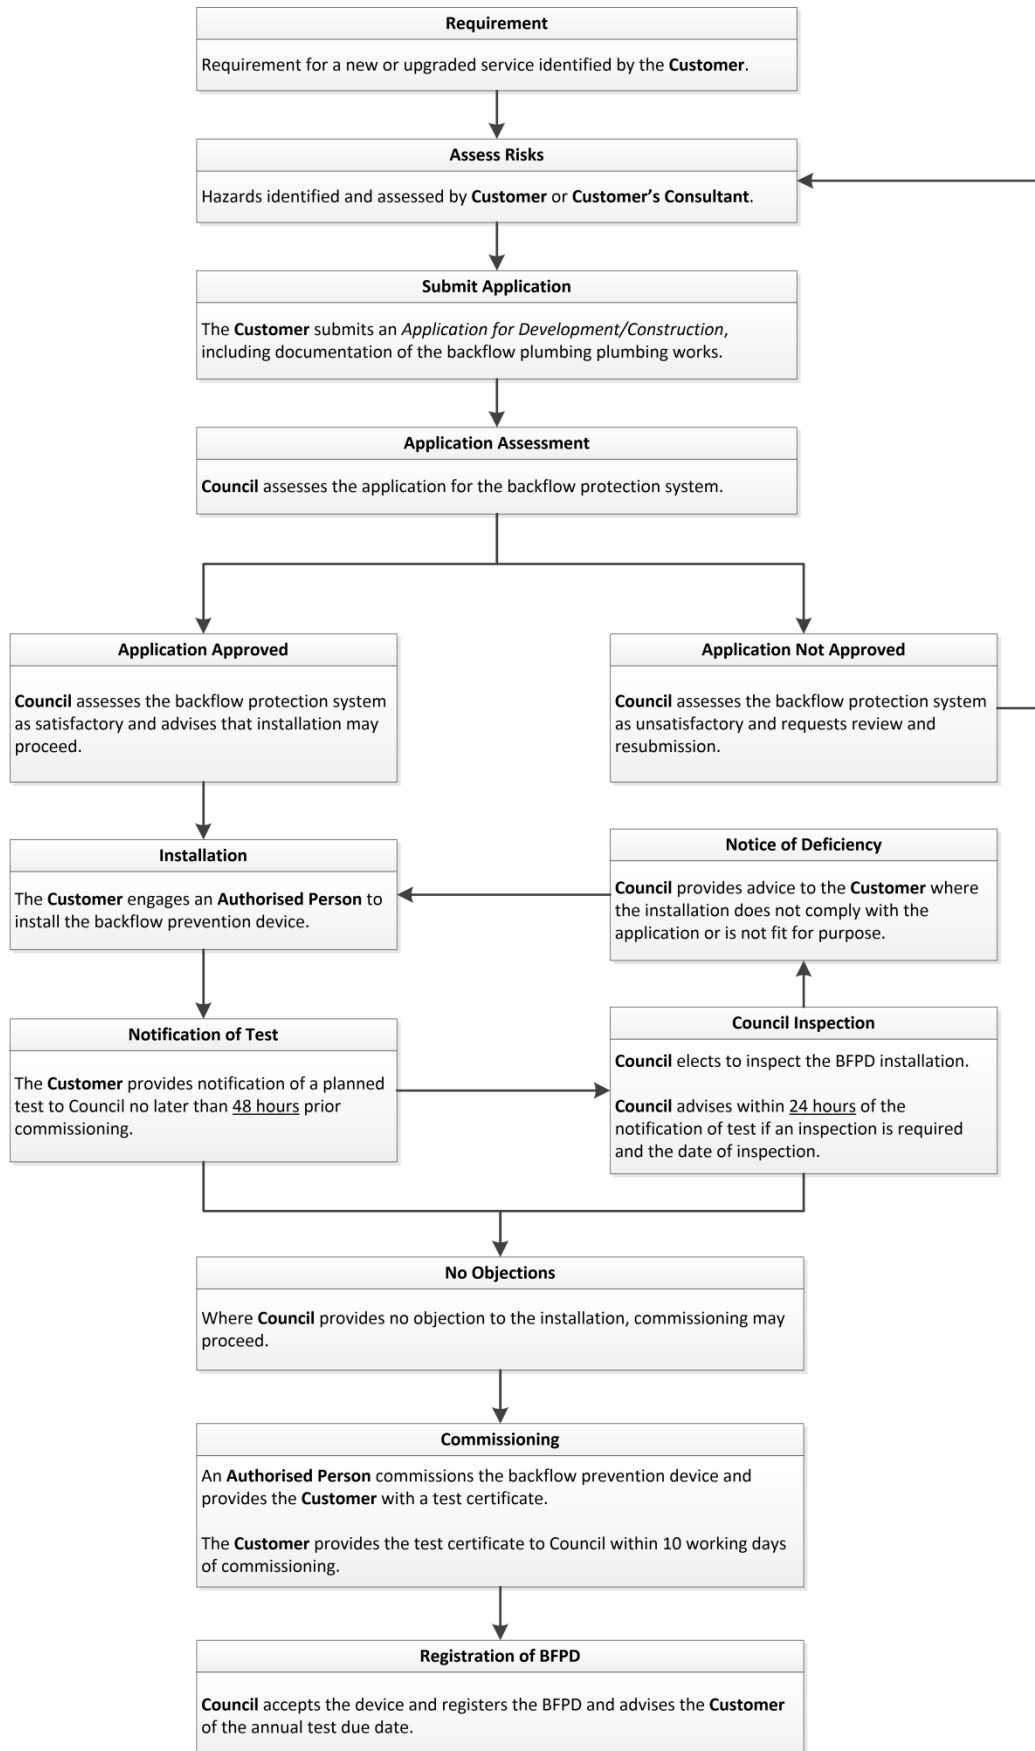 Requirement
Requirement for a new or upgraded service identified by the Customer.
Assess Risks
Hazards identified and assessed by Customer or Customer's Consultant.
Submit Application
The Customer submits an Application for Development/Construction,
including documentation of the backflow plumbing plumbing works.
Application Assessment
Council assesses the application for the backflow protection system.
Application Approved
Council assesses the backflow protection system
as satisfactory and advises that installation may
proceed.
Application Not Approved
Council assesses the backflow protection system
as unsatisfactory and requests review and
resubmission.
Installation
The Customer engages an Authorised Person to
install the backflow prevention device.
Notice of Deficiency
Council provides advice to the Customer where
the installation does not comply with the
application or is not fit for purpose.
Notification of Test
The Customer provides notification of a planned
test to Council no later than 48 hours prior
commissioning.
Council Inspection
Council elects to inspect the BFPD installation.
Council advises within 24 hours of the
notification of test if an inspection is required
and the date of inspection.
No Objections
Where Council provides no objection to the installation, commissioning may
proceed.
Commissioning
An Authorised Person commissions the backflow prevention device and
provides the Customer with a test certificate.
The Customer provides the test certificate to Council within 10 working days
of commissioning.
Registration of BFPD
Council accepts the device and registers the BFPD and advises the Customer
of the annual test due date.